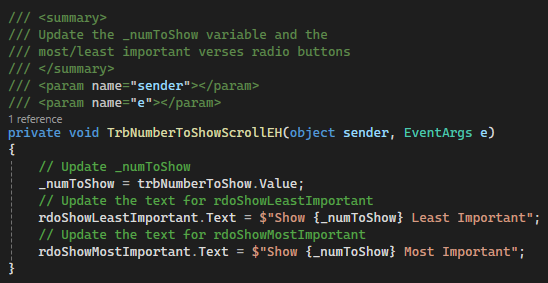 /// <summary>
/// Update the _numToShow variable and the
/// most/least important verses radio buttons
/// </summary>
/// <param name="sender"></param>
/// <param name="e"></param>
1 reference
private void TrbNumberToShowScrollEH(object sender, EventArgs e)
{
    // Update _numToShow
    _numToShow = trbNumberToShow.Value;
    // Update the text for rdoShowLeastImportant
    rdoShowLeastImportant.Text = $"Show {_numToShow} Least Important";
    // Update the text for rdoShowMostImportant
    rdoShowMostImportant.Text = $"Show {_numToShow} Most Important";
}